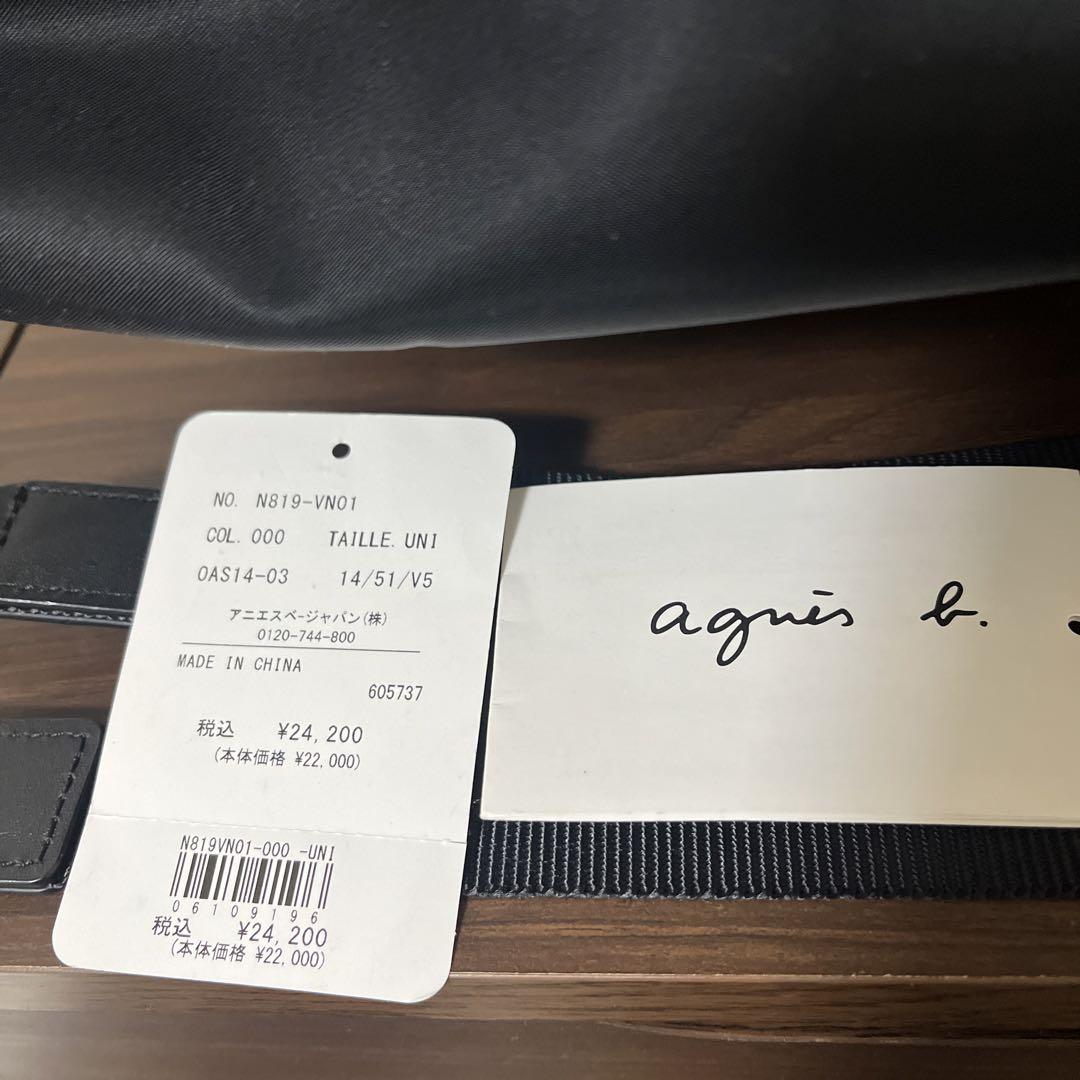 NO. N819-VN01
COL. 000 TAILLE. UNI
OAS14-03 14/51/V5
アニエスベージャパン(株)
0120-744-800
MADE IN CHINA
605737
税込 ¥24,200
(本体価格 ¥22,000)
N819VN01-000 -UNI
06109196
税込 ¥24,200
(本体価格 ¥22,000)
agnès b.